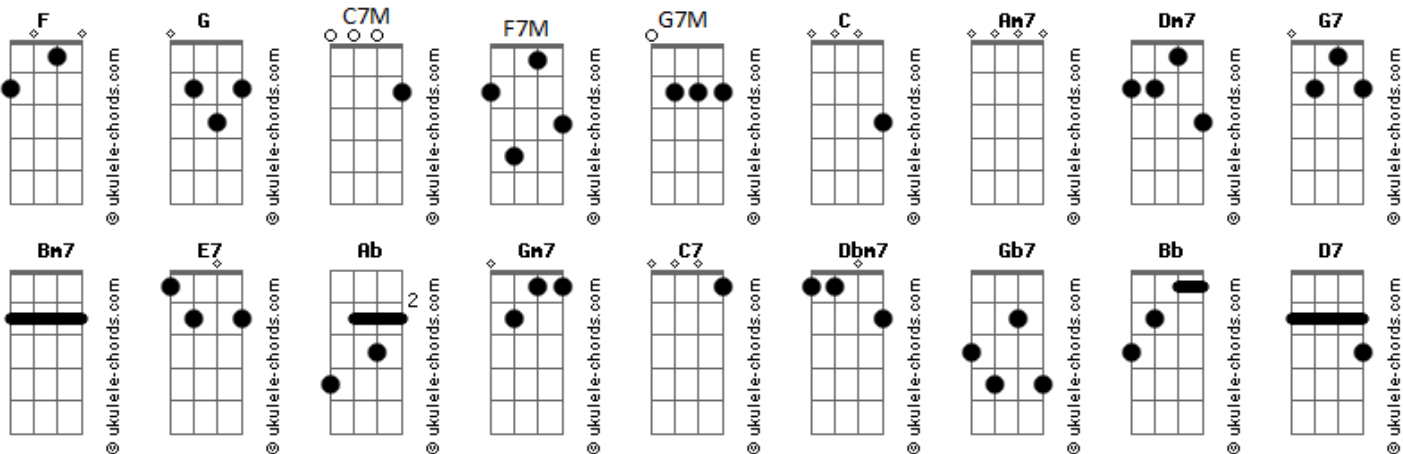 F G C7M F7M G7M C Am7 Dm7 G7
© ukulele-chords.com © ukulele-chords.com © ukulele-chords.com © ukulele-chords.com © ukulele-chords.com © ukulele-chords.com © ukulele-chords.com © ukulele-chords.com © ukulele-chords.com
Bm7 E7 Ab Gm7 C7 Dbm7 Gb7 Bb D7
2
© ukulele-chords.com © ukulele-chords.com © ukulele-chords.com © ukulele-chords.com © ukulele-chords.com © ukulele-chords.com © ukulele-chords.com © ukulele-chords.com © ukulele-chords.com